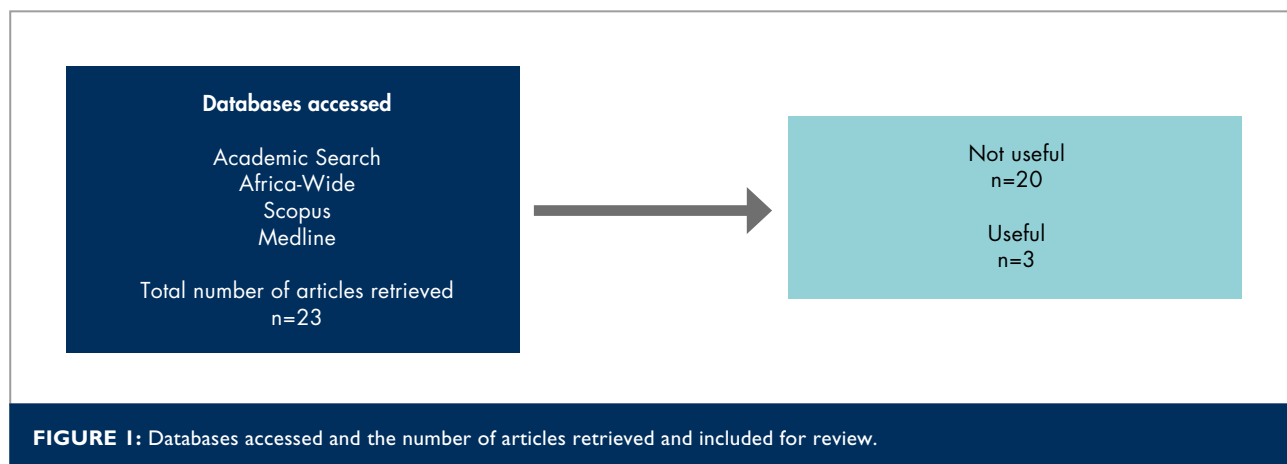 Databases accessed
Academic Search
Africa-Wide
Scopus
Medline
Total number of articles retrieved
n=23
Not useful
n=20
Useful
n=3
FIGURE 1: Databases accessed and the number of articles retrieved and included for review.